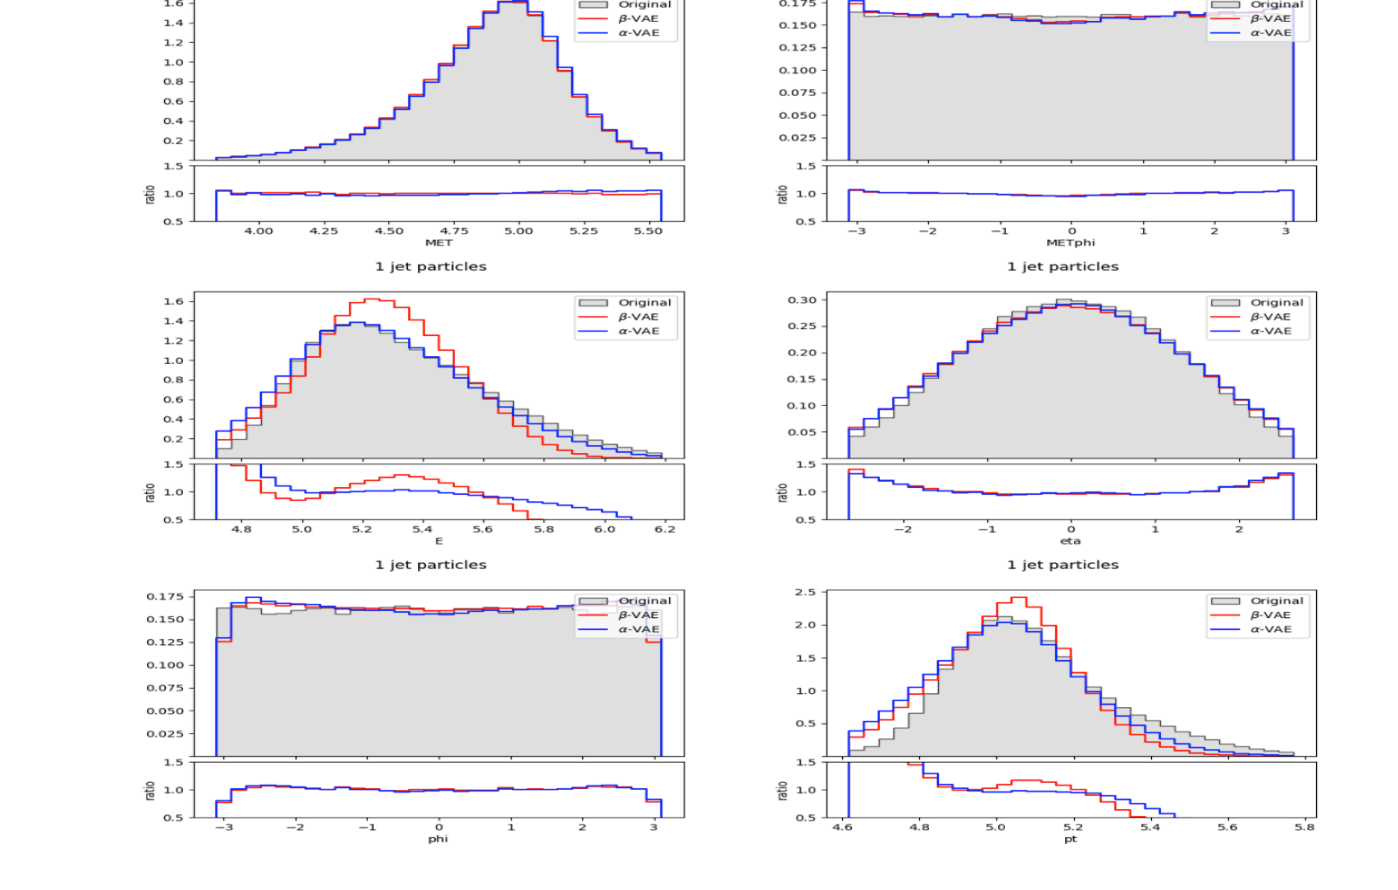 1.6
1.4
1.2
1.0
0.8
0.6
0.4
0.2
Original
β-VAE
α-VAE
1.5
1.0
0.5
ratio
4.00 4.25 4.50 4.75 5.00 5.25 5.50
MET
0.175
0.150
0.125
0.100
0.075
0.050
0.025
Original
β-VAE
α-VAE
1.5
1.0
0.5
ratio
−3 −2 −1 0 1 2 3
METphi
1 jet particles
1.6
1.4
1.2
1.0
0.8
0.6
0.4
0.2
Original
β-VAE
α-VAE
1.5
1.0
0.5
ratio
4.8 5.0 5.2 5.4 5.6 5.8 6.0 6.2
E
1 jet particles
0.30
0.25
0.20
0.15
0.10
0.05
Original
β-VAE
α-VAE
1.5
1.0
0.5
ratio
−2 −1 0 1 2
eta
1 jet particles
0.175
0.150
0.125
0.100
0.075
0.050
0.025
Original
β-VAE
α-VAE
1.5
1.0
0.5
ratio
−3 −2 −1 0 1 2 3
phi
1 jet particles
2.5
2.0
1.5
1.0
0.5
Original
β-VAE
α-VAE
1.5
1.0
0.5
ratio
4.6 4.8 5.0 5.2 5.4 5.6 5.8
pt